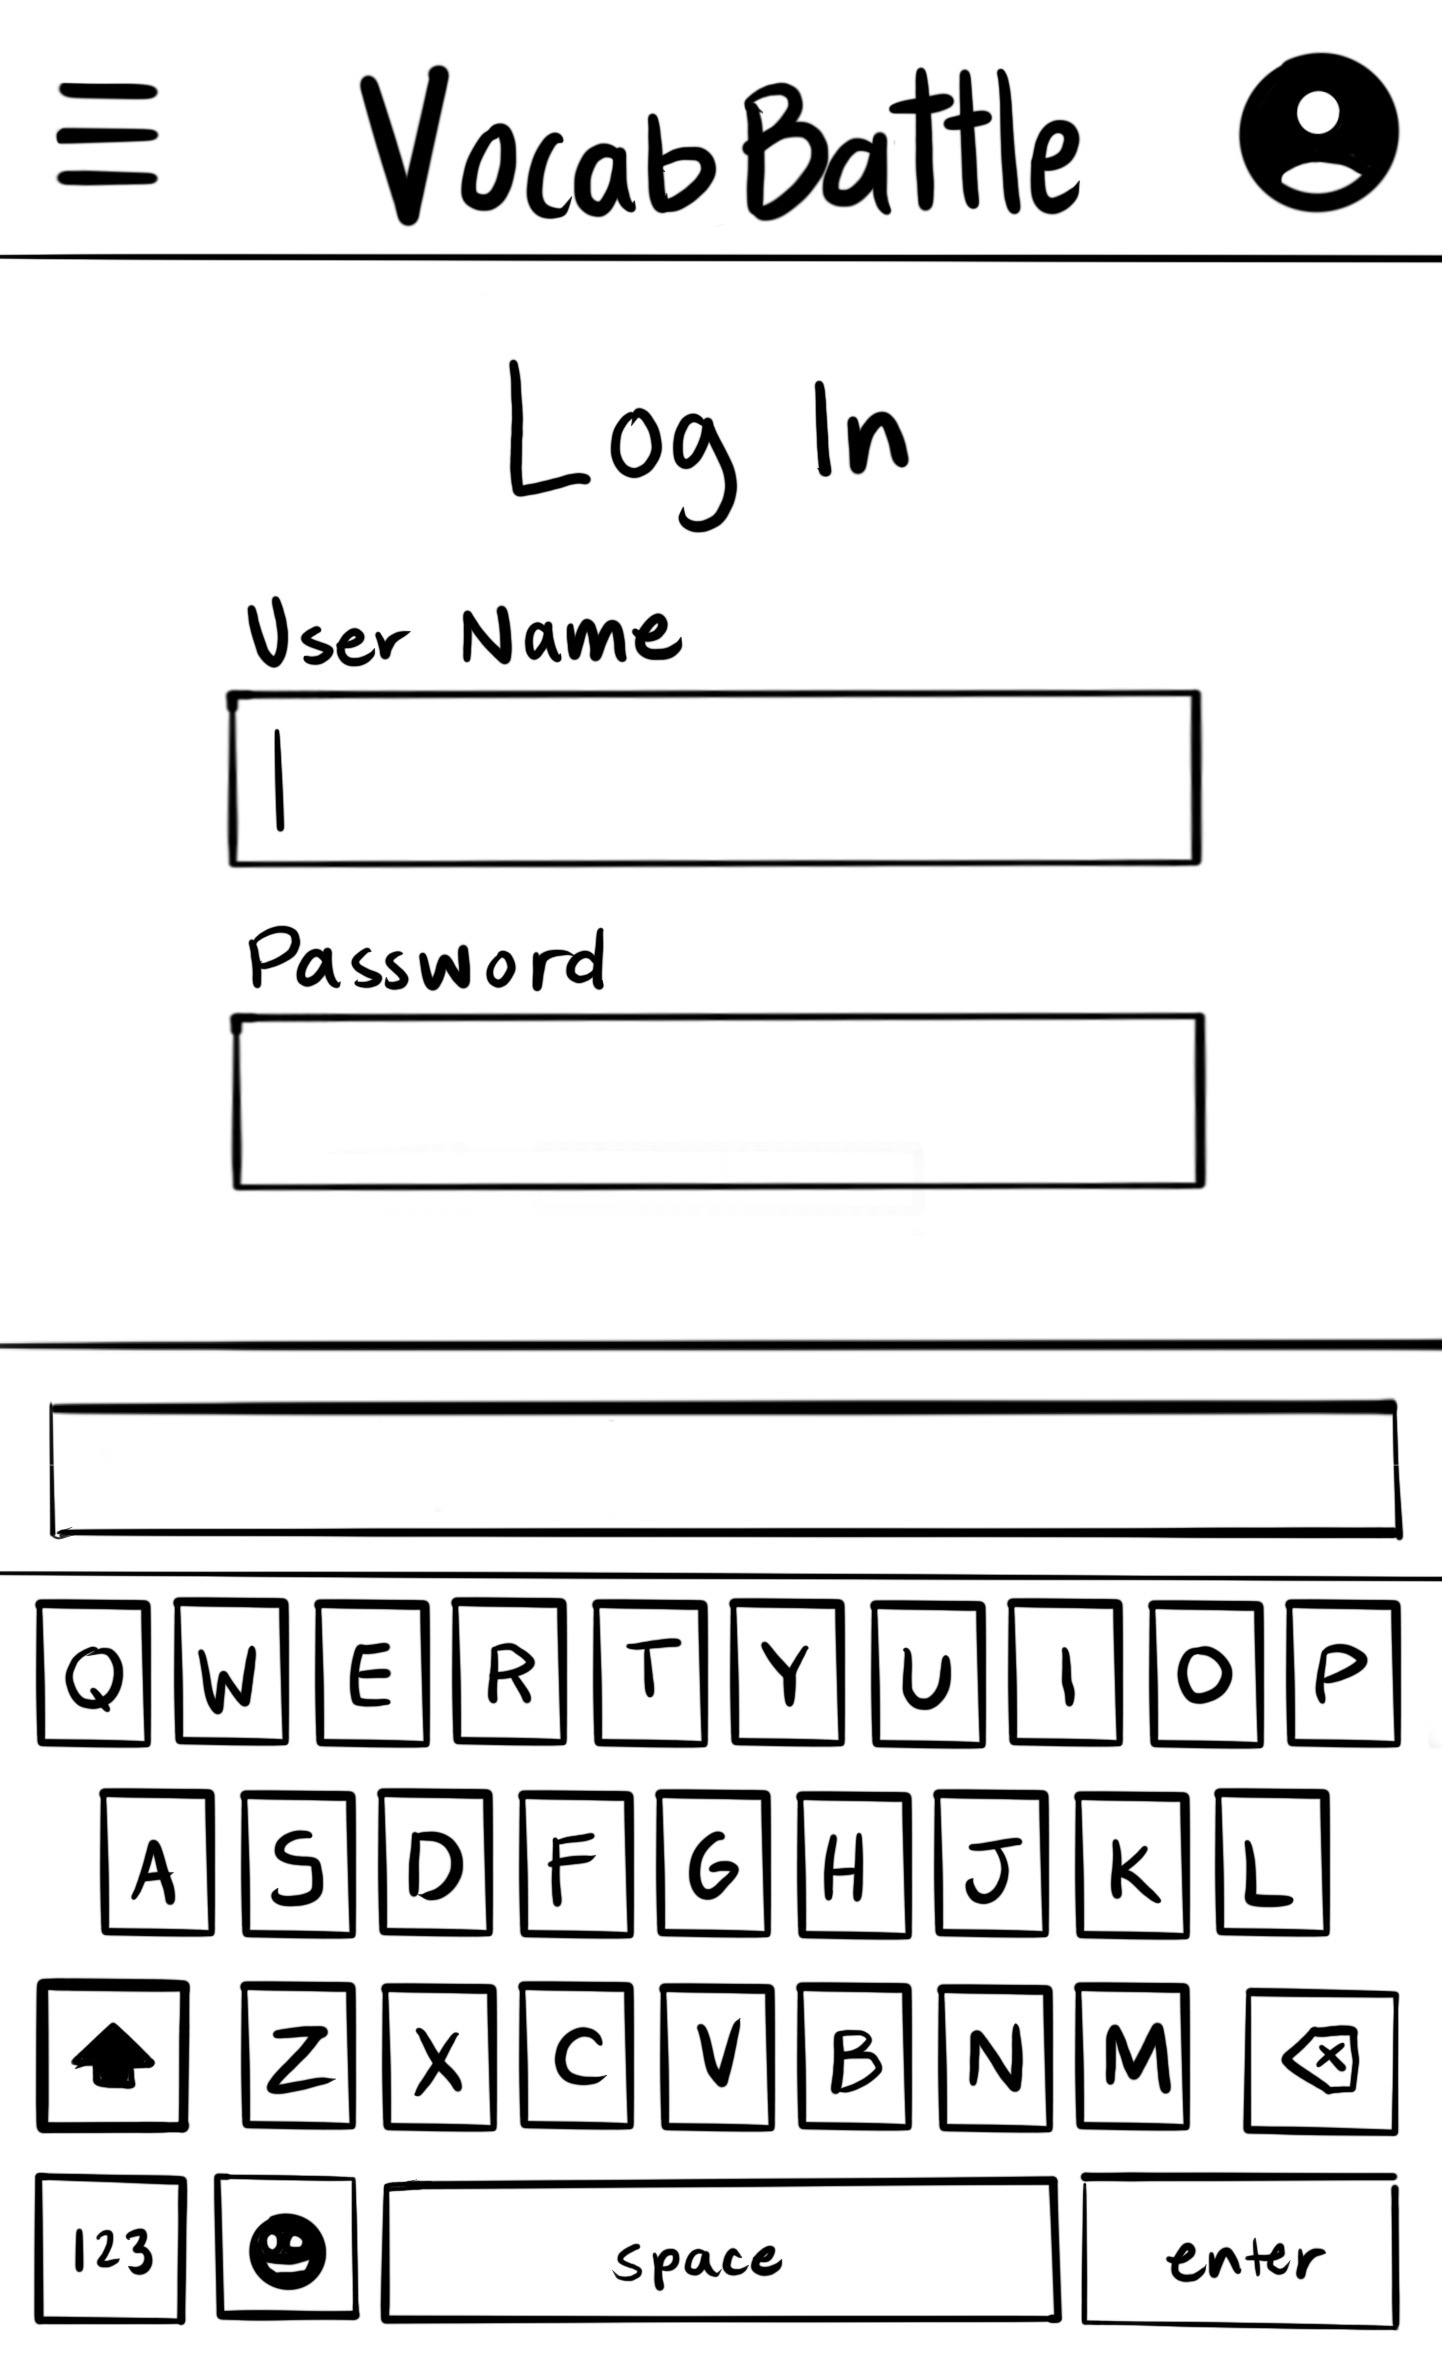 VocabBattle
Log In
User Name
Password
Q W E R T Y U I O P
A S D F G H J K L
Z X C V B N M
123 space enter